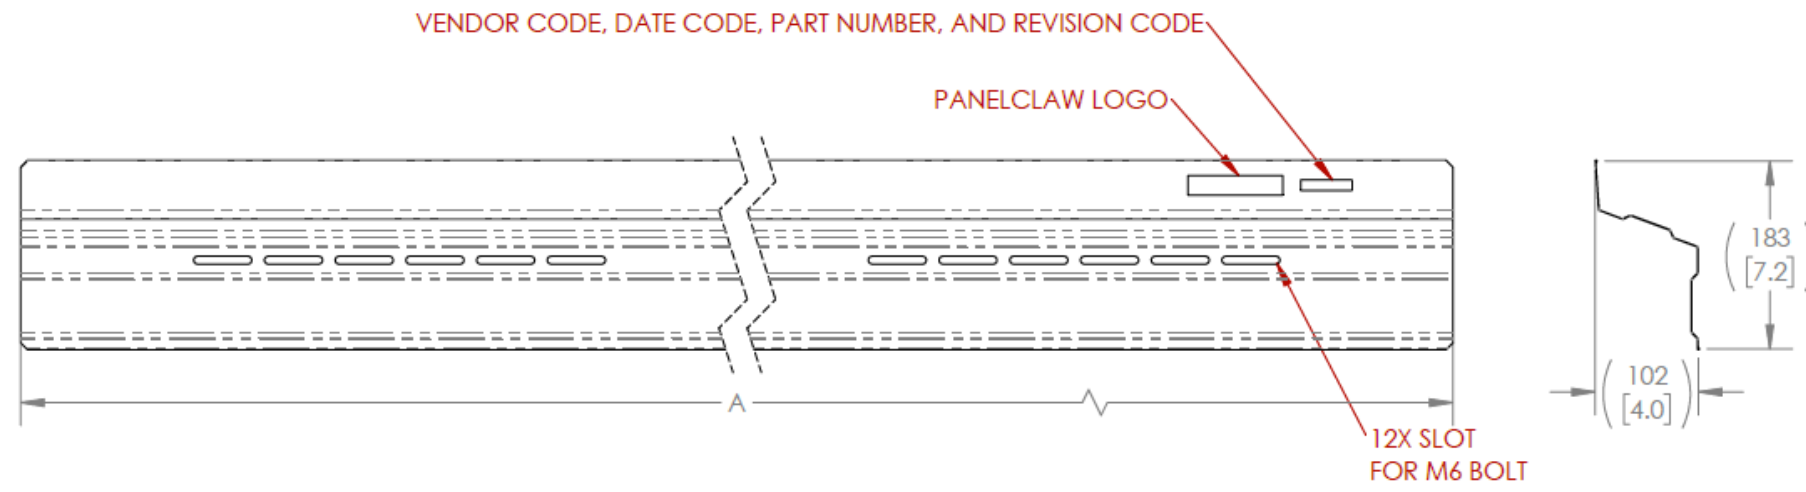 VENDOR CODE, DATE CODE, PART NUMBER, AND REVISION CODE
PANELCLAW LOGO
(183
[7.2])
A
(102
[4.0])
12X SLOT
FOR M6 BOLT